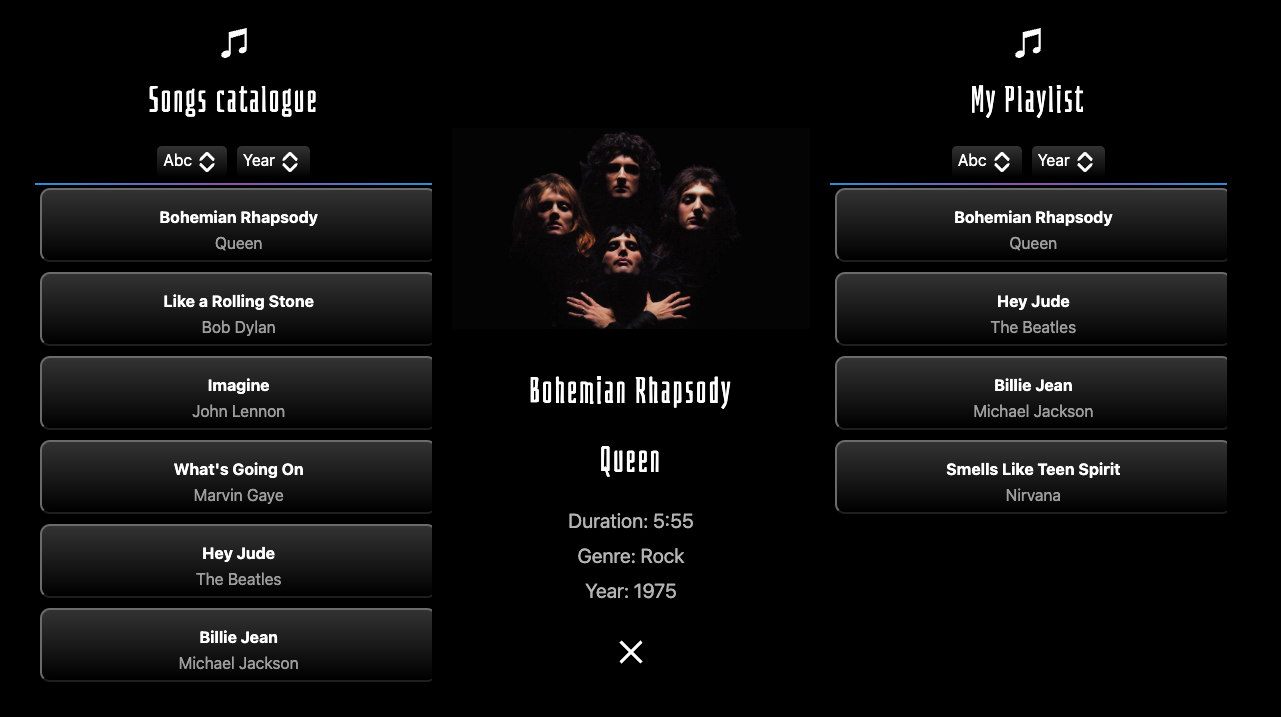 Songs catalogue
Abc
Year
Bohemian Rhapsody
Queen
Like a Rolling Stone
Bob Dylan
Imagine
John Lennon
What's Going On
Marvin Gaye
Hey Jude
The Beatles
Billie Jean
Michael Jackson
Bohemian Rhapsody
Queen
Duration: 5:55
Genre: Rock
Year: 1975
My Playlist
Abc
Year
Bohemian Rhapsody
Queen
Hey Jude
The Beatles
Billie Jean
Michael Jackson
Smells Like Teen Spirit
Nirvana